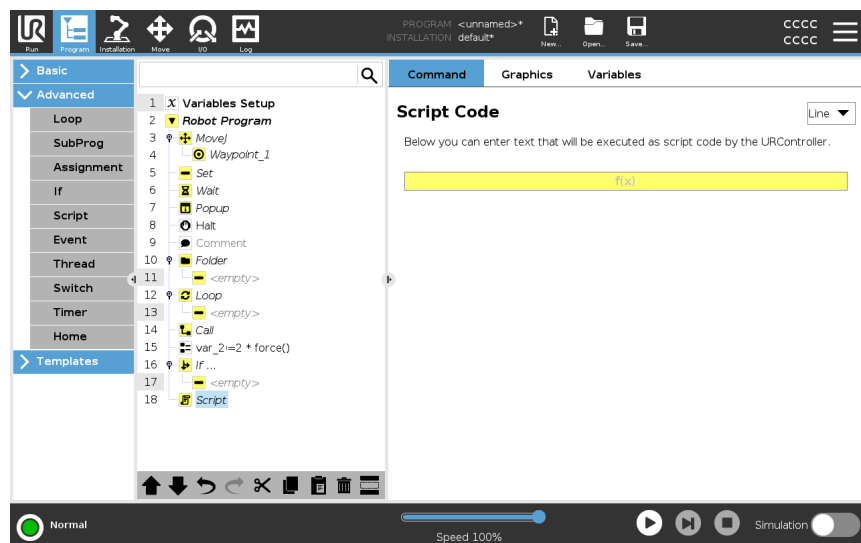 UR
PROGRAM <unnamed>*
INSTALLATION default*
CCCC
CCCC
Run Program Installation Move I/O Log New... Open... Save...
Basic
Advanced
Loop
SubProg
Assignment
If
Script
Event
Thread
Switch
Timer
Home
Templates
1 X Variables Setup
2 Robot Program
3 MoveJ
4 Waypoint_1
5 Set
6 Wait
7 Popup
8 Halt
9 Comment
10 Folder
11 <empty>
12 Loop
13 <empty>
14 Call
15 var_2:=2 * force()
16 If ...
17 <empty>
18 Script
Command Graphics Variables
Script Code
Line
Below you can enter text that will be executed as script code by the URController.
f(x)
Normal
Speed 100%
Simulation